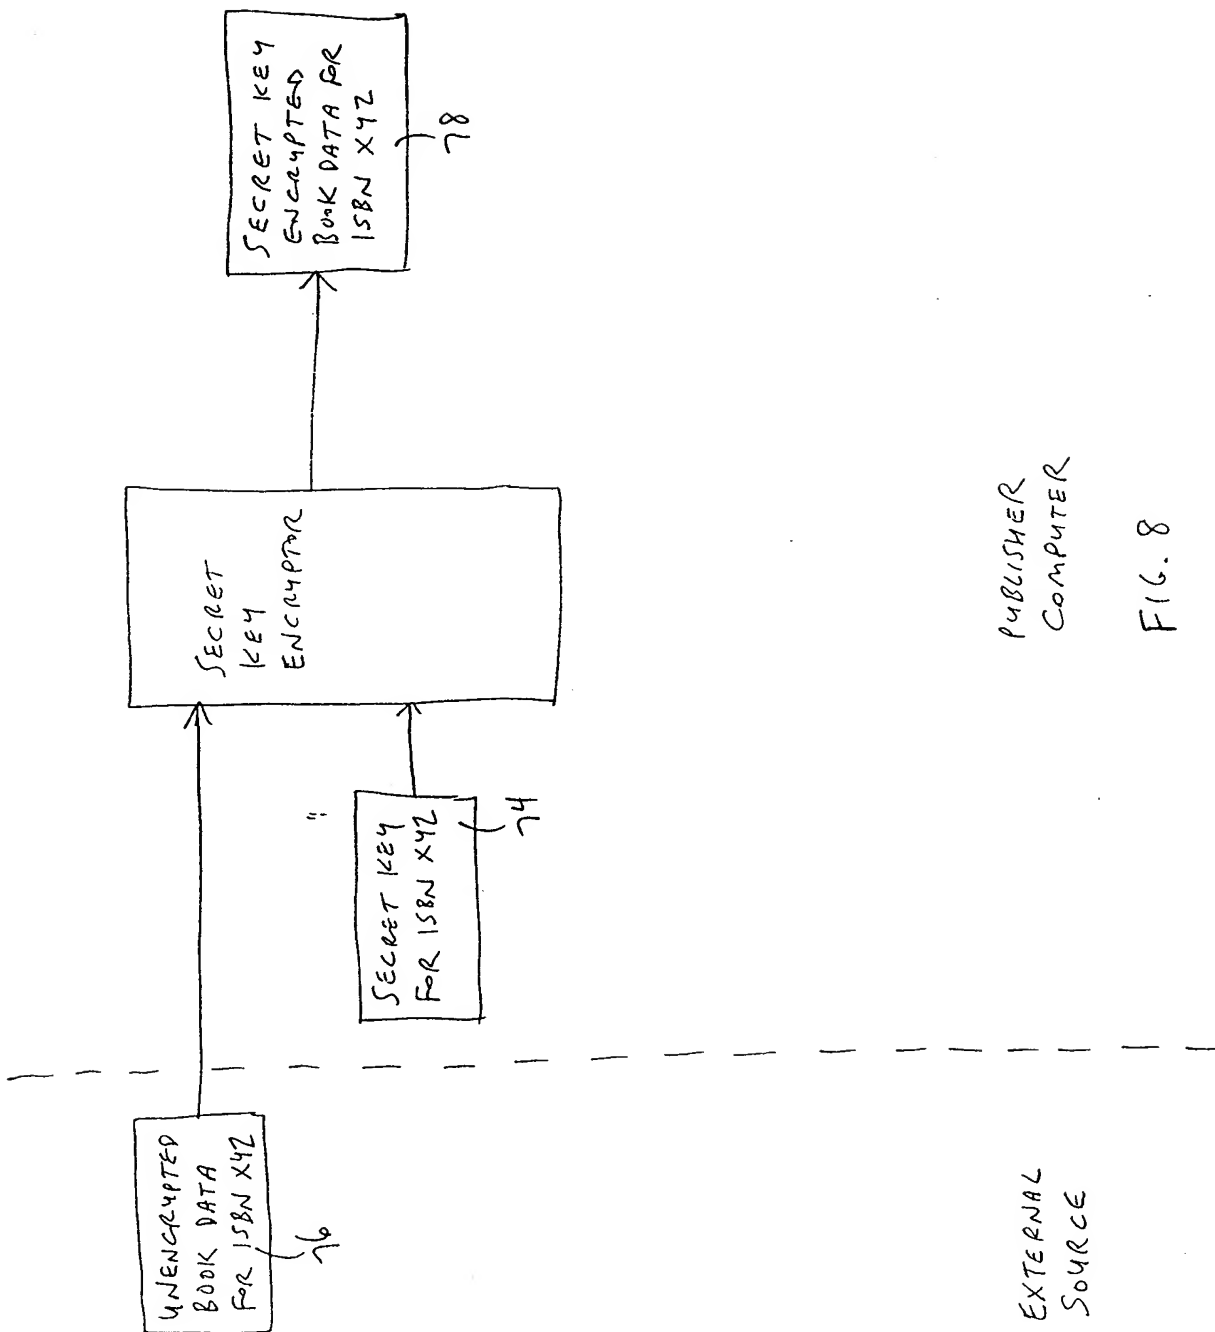 UNENCRYPTED
BOOK DATA
FOR ISBN XYZ
76
SECRET KEY
FOR ISBN XYZ
74
SECRET
KEY
ENCRYPTOR
SECRET KEY
ENCRYPTED
BOOK DATA FOR
ISBN XYZ
78
EXTERNAL
SOURCE
PUBLISHER
COMPUTER
FIG. 8